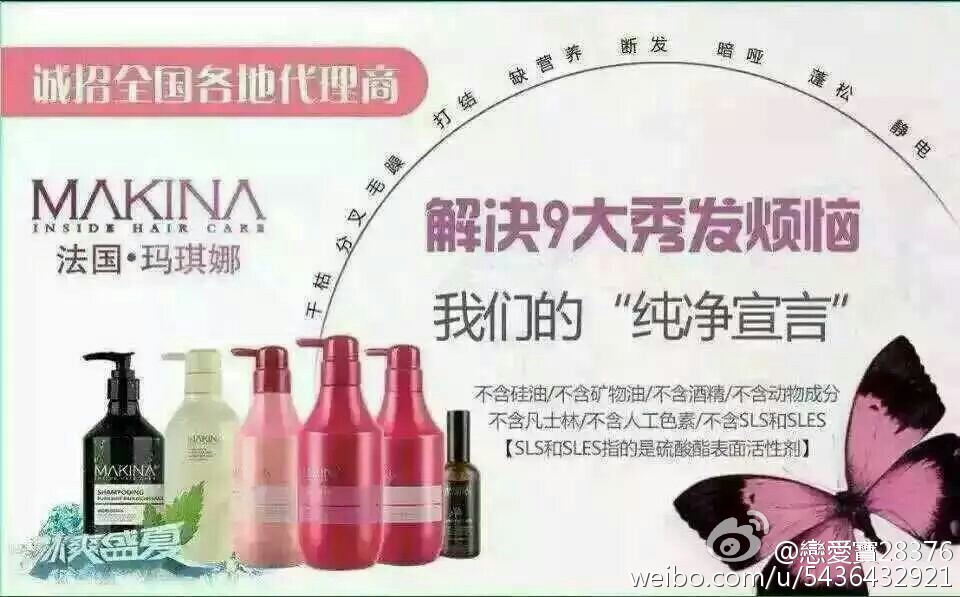 诚招全国各地代理商
MAKINA
INSIDE HAIR CARE
法国·玛琪娜
干枯 分叉 毛躁 打结 缺营养 断发 暗哑 蓬松 静电
解决9大秀发烦恼
我们的“纯净宣言”
不含硅油/不含矿物油/不含酒精/不含动物成分
不含凡士林/不含人工色素/不含SLS和SLES
【SLS和SLES指的是硫酸酯表面活性剂】
MAKINA
INSIDE HAIR CARE
SHAMPOOING
MAKINA
冰爽盛夏
@戀愛寶28376
weibo.com/u/5436432921